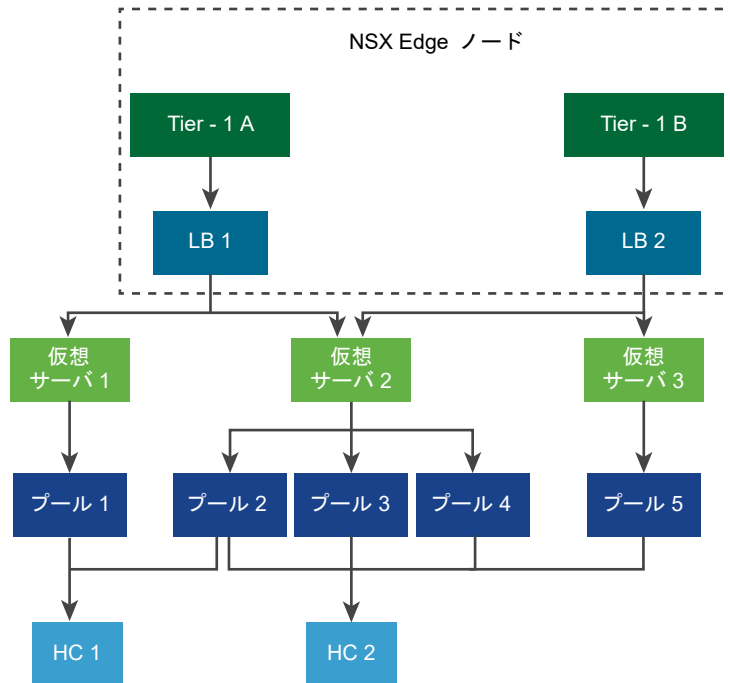 NSX Edge ノード
Tier - 1 A
Tier - 1 B
LB 1
LB 2
仮想
サーバ 1
仮想
サーバ 2
仮想
サーバ 3
プール 1
プール 2
プール 3
プール 4
プール 5
HC 1
HC 2